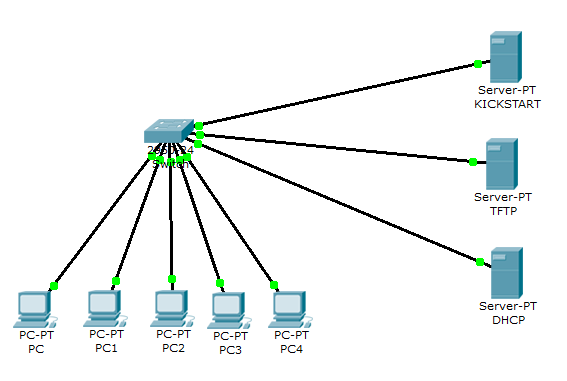 Server-PT
KICKSTART
2960-24
Switch
Server-PT
TFTP
Server-PT
DHCP
PC-PT
PC
PC-PT
PC1
PC-PT
PC2
PC-PT
PC3
PC-PT
PC4